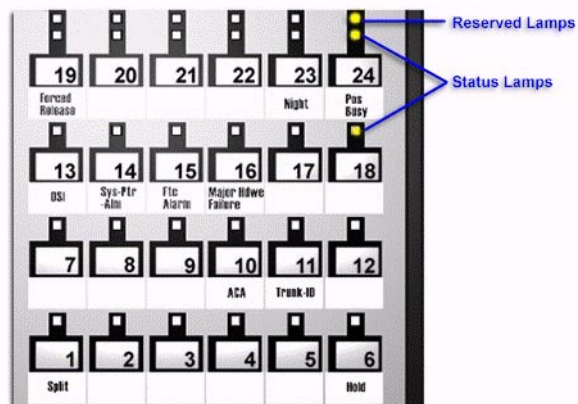 Reserved Lamps
Status Lamps
19 20 21 22 23 24
Forced Release Night Pos Busy
13 14 15 16 17 18
DSI Sys-Ptr -Alm Ftc Alarm Major Hdwe Failure
7 8 9 10 11 12
ACA Trunk-ID
1 2 3 4 5 6
Split Hold